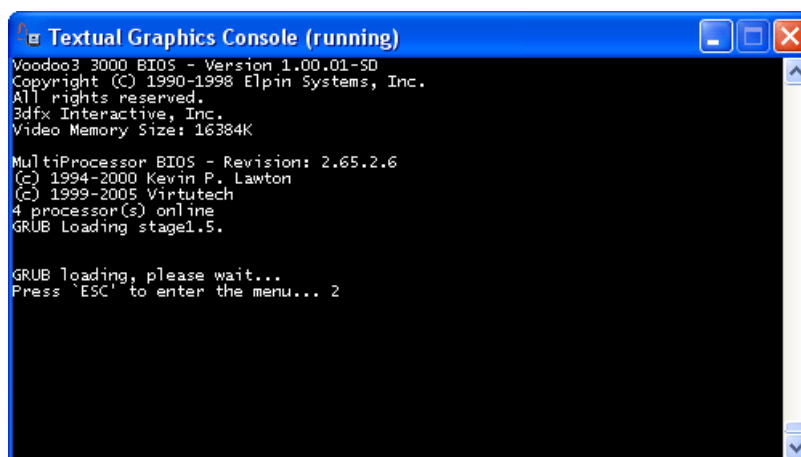 Textual Graphics Console (running)
Voodoo3 3000 BIOS - Version 1.00.01-SD
Copyright (C) 1990-1998 Elpin Systems, Inc.
All rights reserved.
3dfx Interactive, Inc.
Video Memory Size: 16384K
MultiProcessor BIOS - Revision: 2.65.2.6
(c) 1994-2000 Kevin P. Lawton
(c) 1999-2005 Virtutech
4 processor(s) online
GRUB Loading stage1.5.
GRUB loading, please wait...
Press `ESC' to enter the menu... 2